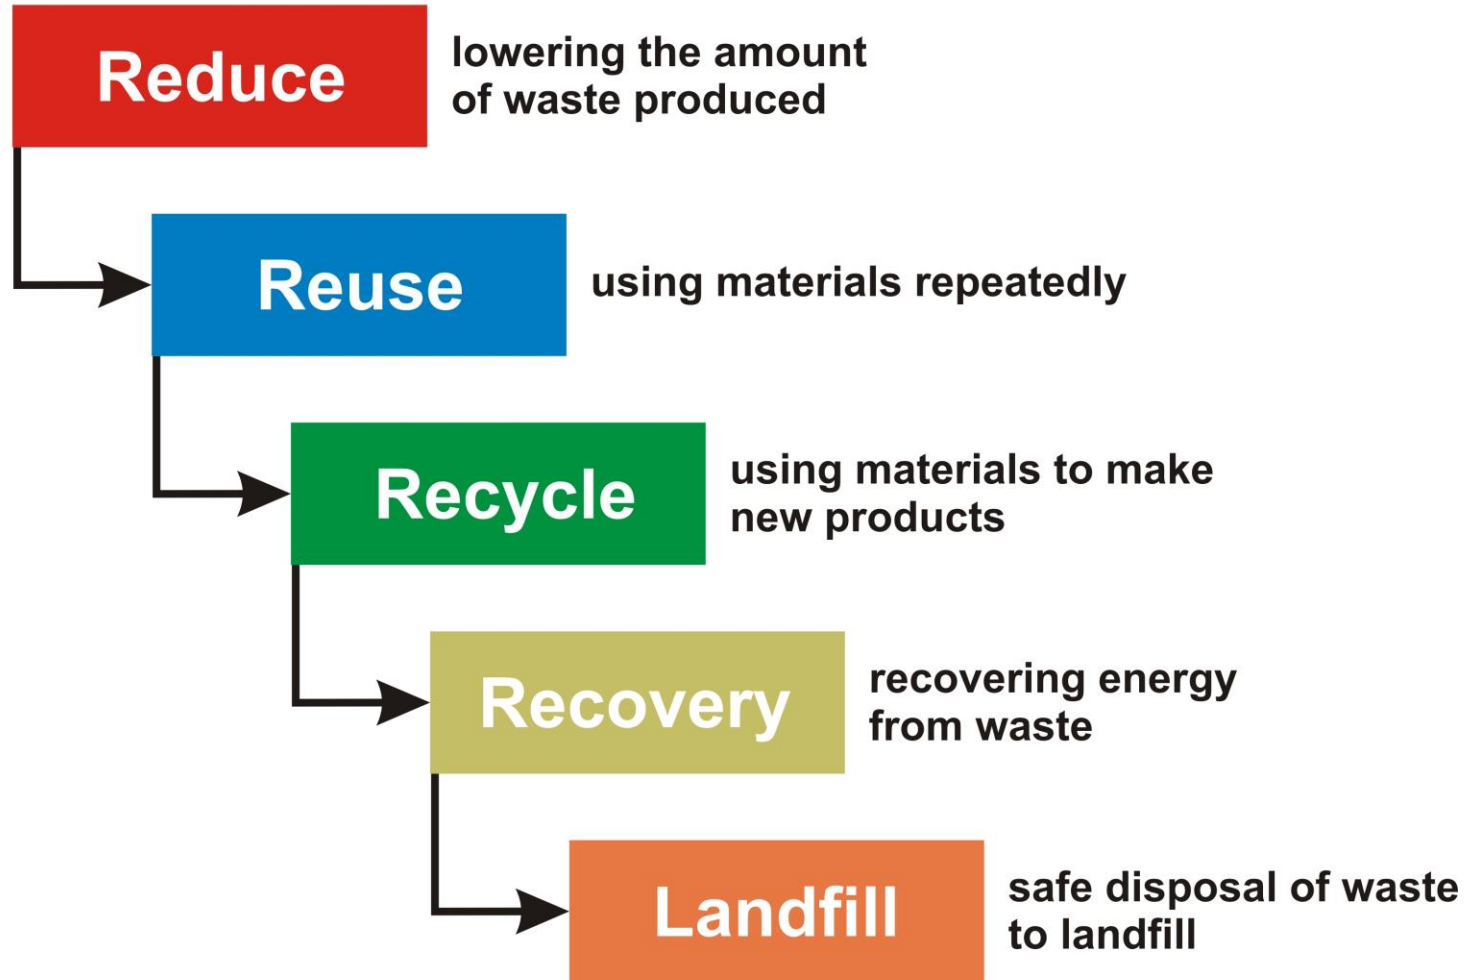 Reduce
lowering the amount
of waste produced
Reuse
using materials repeatedly
Recycle
using materials to make
new products
Recovery
recovering energy
from waste
Landfill
safe disposal of waste
to landfill